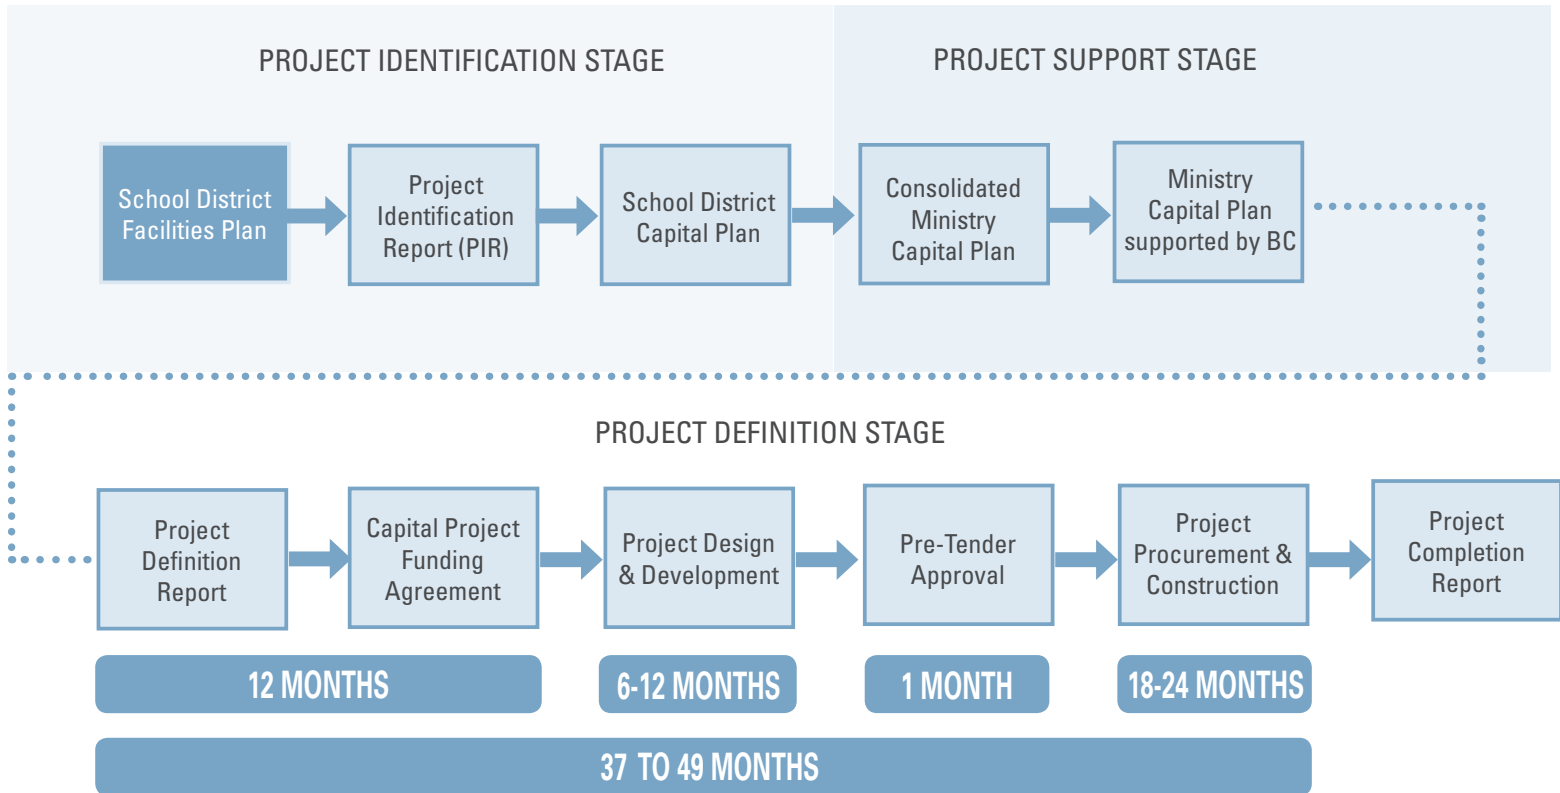 PROJECT IDENTIFICATION STAGE
PROJECT SUPPORT STAGE
School District
Facilities Plan
Project
Identification
Report (PIR)
School District
Capital Plan
Consolidated
Ministry
Capital Plan
Ministry
Capital Plan
supported by BC
PROJECT DEFINITION STAGE
Project
Definition
Report
Capital Project
Funding
Agreement
Project Design
& Development
Pre-Tender
Approval
Project
Procurement &
Construction
Project
Completion
Report
12 MONTHS
6-12 MONTHS
1 MONTH
18-24 MONTHS
37 TO 49 MONTHS